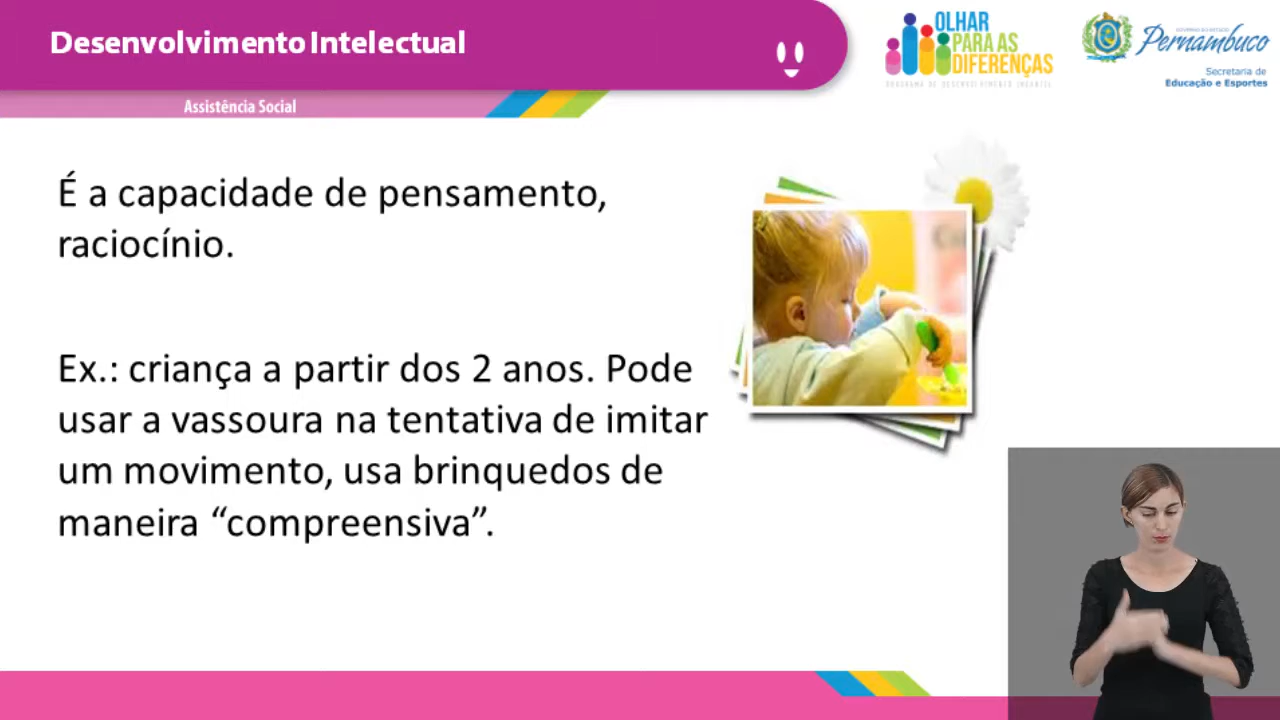 Desenvolvimento Intelectual
OLHAR
PARA AS
DIFERENÇAS
PROGRAMA DE DESENVOLVIMENTO INFANTIL
GOVERNO DO ESTADO
Pernambuco
Secretaria de
Educação e Esportes
Assistência Social
É a capacidade de pensamento,
raciocínio.
Ex.: criança a partir dos 2 anos. Pode
usar a vassoura na tentativa de imitar
um movimento, usa brinquedos de
maneira “compreensiva”.